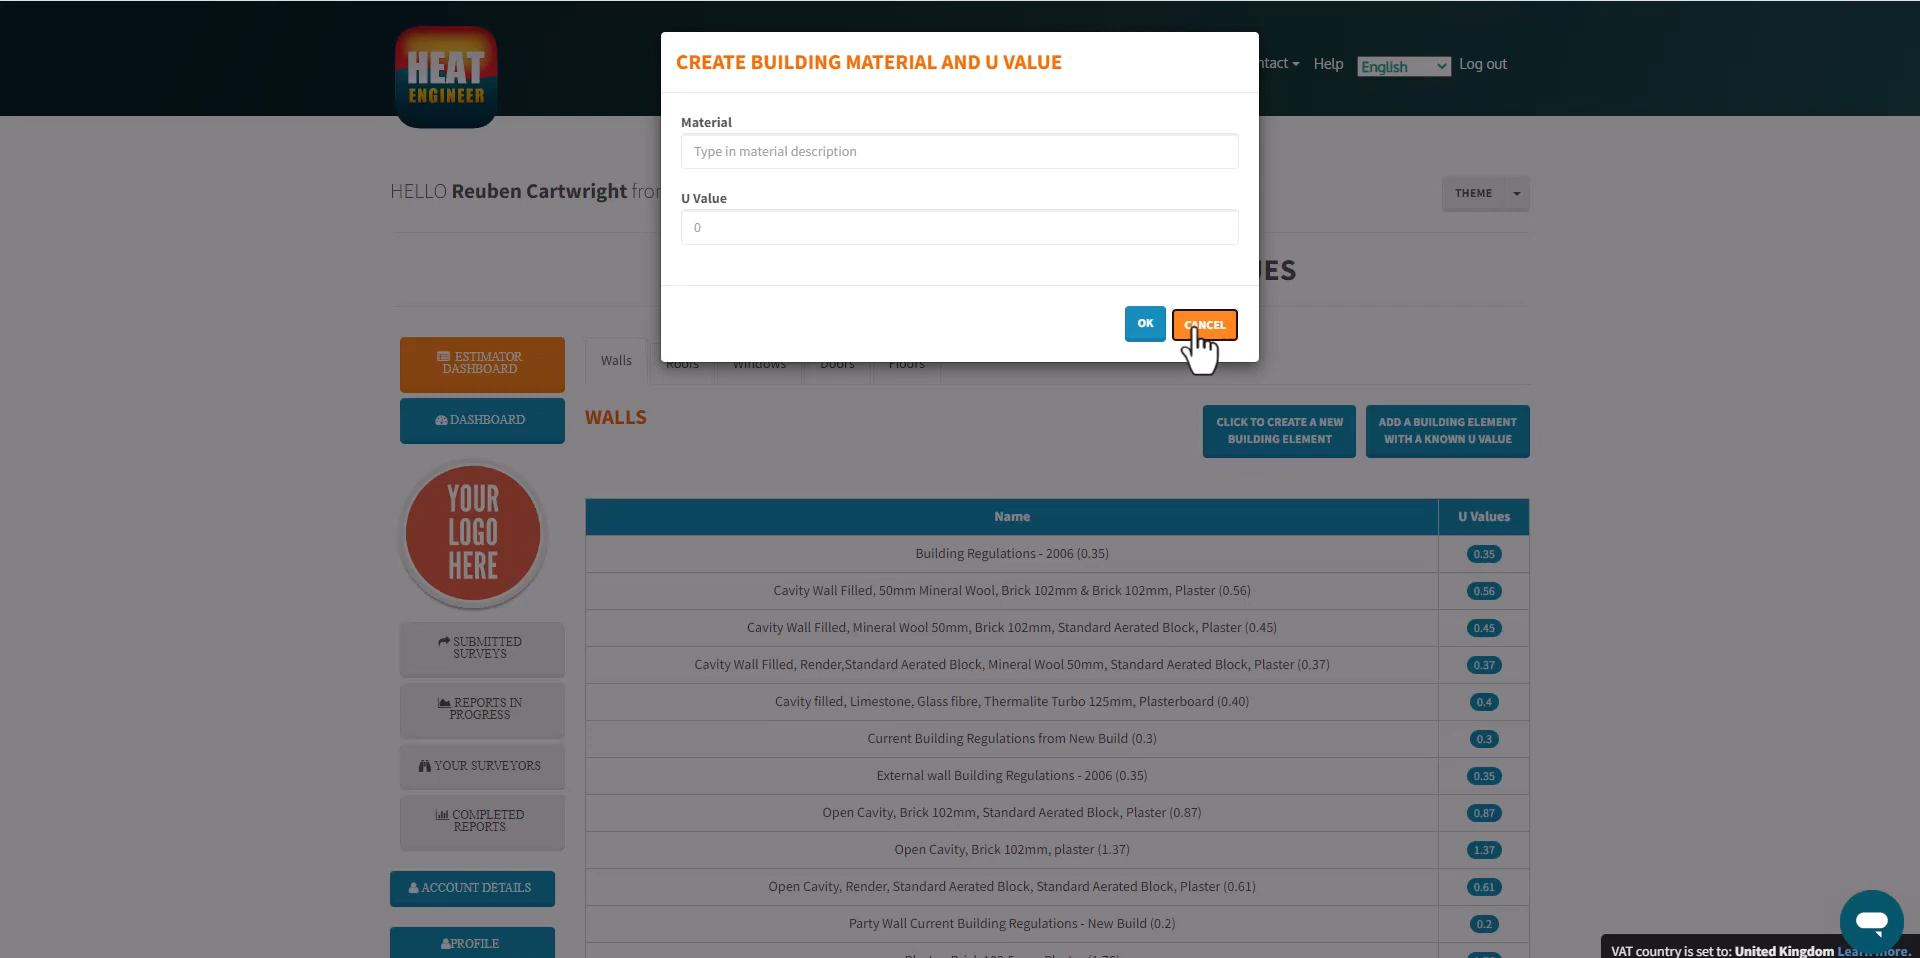 HEAT
ENGINEER
CREATE BUILDING MATERIAL AND U VALUE
ntact
Help
English
Log out
Material
Type in material description
U Value
0
OK
CANCEL
HELLO Reuben Cartwright from
THEME
UES
ESTIMATOR
DASHBOARD
DASHBOARD
YOUR
LOGO
HERE
SUBMITTED
SURVEYS
REPORTS IN
PROGRESS
YOUR SURVEYORS
COMPLETED
REPORTS
ACCOUNT DETAILS
PROFILE
Walls
Roofs
Windows
Doors
Floors
WALLS
CLICK TO CREATE A NEW
BUILDING ELEMENT
ADD A BUILDING ELEMENT
WITH A KNOWN U VALUE
Name U Values
Building Regulations - 2006 (0.35) 0.35
Cavity Wall Filled, 50mm Mineral Wool, Brick 102mm & Brick 102mm, Plaster (0.56) 0.56
Cavity Wall Filled, Mineral Wool 50mm, Brick 102mm, Standard Aerated Block, Plaster (0.45) 0.45
Cavity Wall Filled, Render,Standard Aerated Block, Mineral Wool 50mm, Standard Aerated Block, Plaster (0.37) 0.37
Cavity filled, Limestone, Glass fibre, Thermalite Turbo 125mm, Plasterboard (0.40) 0.4
Current Building Regulations from New Build (0.3) 0.3
External wall Building Regulations - 2006 (0.35) 0.35
Open Cavity, Brick 102mm, Standard Aerated Block, Plaster (0.87) 0.87
Open Cavity, Brick 102mm, plaster (1.37) 1.37
Open Cavity, Render, Standard Aerated Block, Standard Aerated Block, Plaster (0.61) 0.61
Party Wall Current Building Regulations - New Build (0.2) 0.2
VAT country is set to: United Kingdom Learn more.